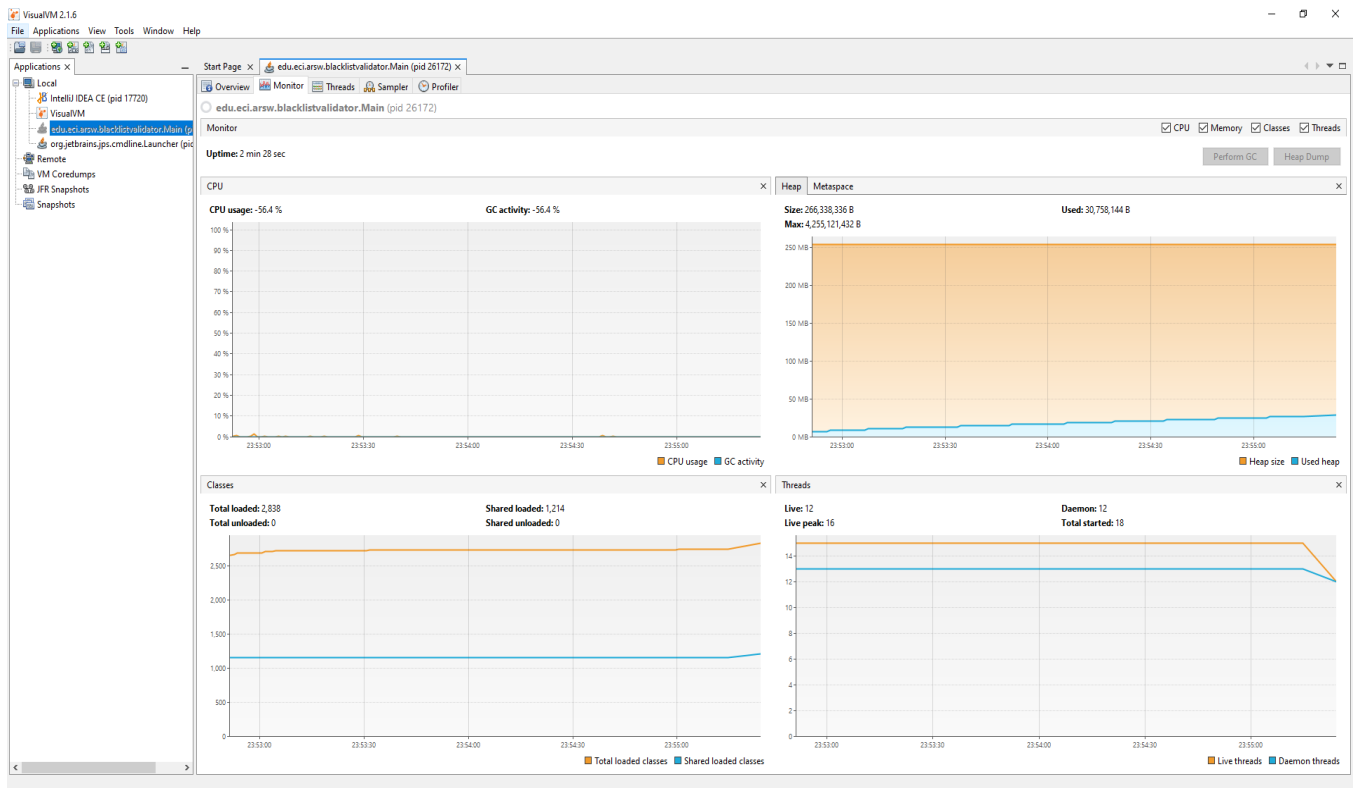 VisualVM 2.1.6
File Applications View Tools Window Help
Applications
Local
IntelliJ IDEA CE (pid 17720)
VisualVM
edu.eci.arsw.blacklistvalidator.Main (p
org.jetbrains.jps.cmdline.Launcher (pid
Remote
VM Coredumps
JFR Snapshots
Snapshots
Start Page edu.eci.arsw.blacklistvalidator.Main (pid 26172)
Overview Monitor Threads Sampler Profiler
edu.eci.arsw.blacklistvalidator.Main (pid 26172)
Monitor CPU Memory Classes Threads
Uptime: 2 min 28 sec Perform GC Heap Dump
CPU
CPU usage: -56.4 % GC activity: -56.4 %
100 %
90 %
80 %
70 %
60 %
50 %
40 %
30 %
20 %
10 %
0 %
23:53:00 23:53:30 23:54:00 23:54:30 23:55:00
CPU usage GC activity
Heap Metaspace
Size: 266,338,336 B Used: 30,758,144 B
Max: 4,255,121,432 B
250 MB
200 MB
150 MB
100 MB
50 MB
0 MB
23:53:00 23:53:30 23:54:00 23:54:30 23:55:00
Heap size Used heap
Classes
Total loaded: 2,838 Shared loaded: 1,214
Total unloaded: 0 Shared unloaded: 0
2,500
2,000
1,500
1,000
500
0
23:53:00 23:53:30 23:54:00 23:54:30 23:55:00
Total loaded classes Shared loaded classes
Threads
Live: 12 Daemon: 12
Live peak: 16 Total started: 18
14
12
10
8
6
4
2
0
23:53:00 23:53:30 23:54:00 23:54:30 23:55:00
Live threads Daemon threads